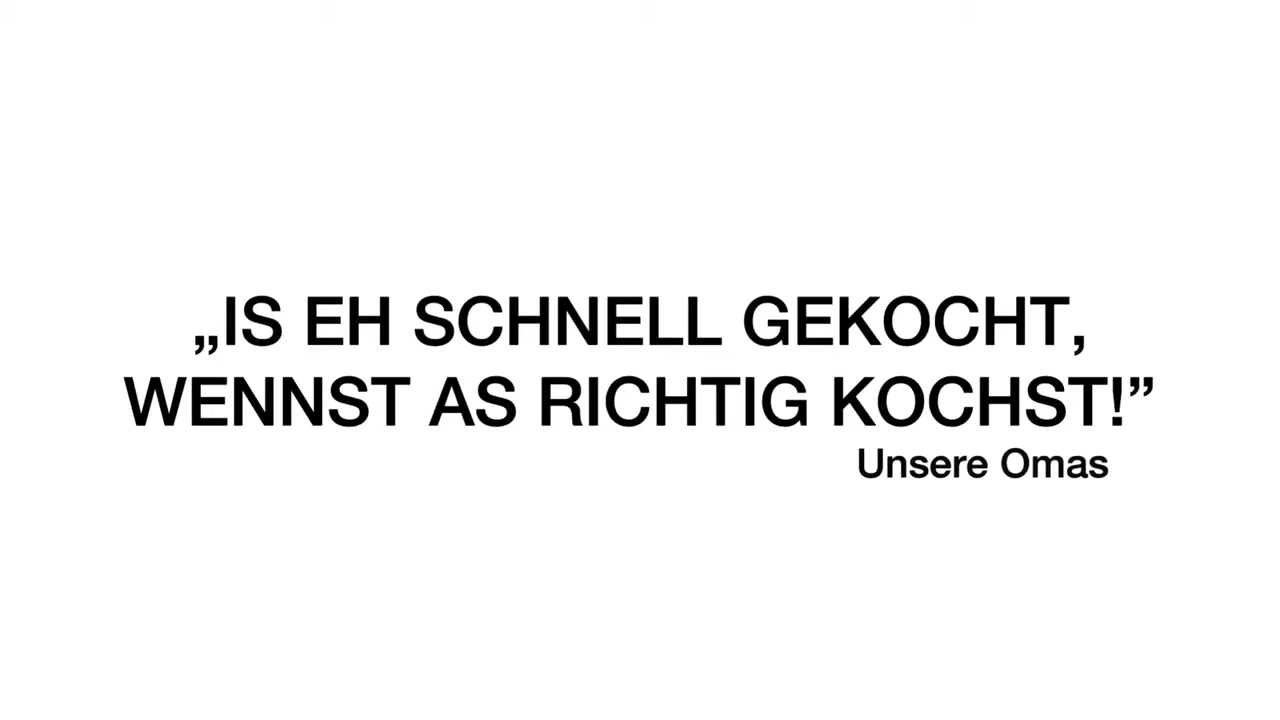 „IS EH SCHNELL GEKOCHT,
WENNST AS RICHTIG KOCHST!”
Unsere Omas